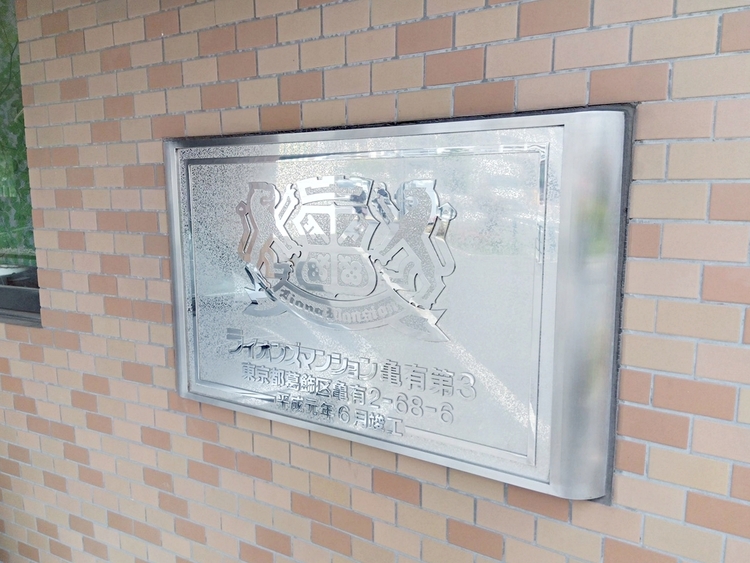 Lions Mansion
ライオンズマンション亀有第3
東京都葛飾区亀有2-68-6
平成元年6月竣工